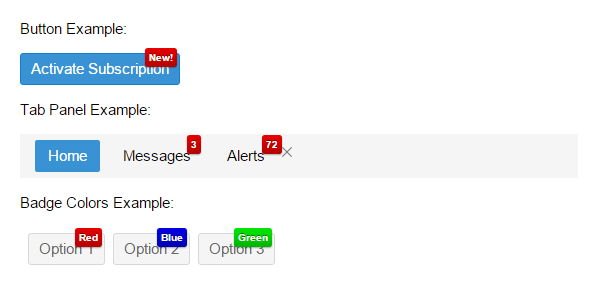 Button Example:
New!
Activate Subscription
Tab Panel Example:
Home Messages 3 Alerts 72
Badge Colors Example:
Red Blue Green
Option 1 Option 2 Option 3